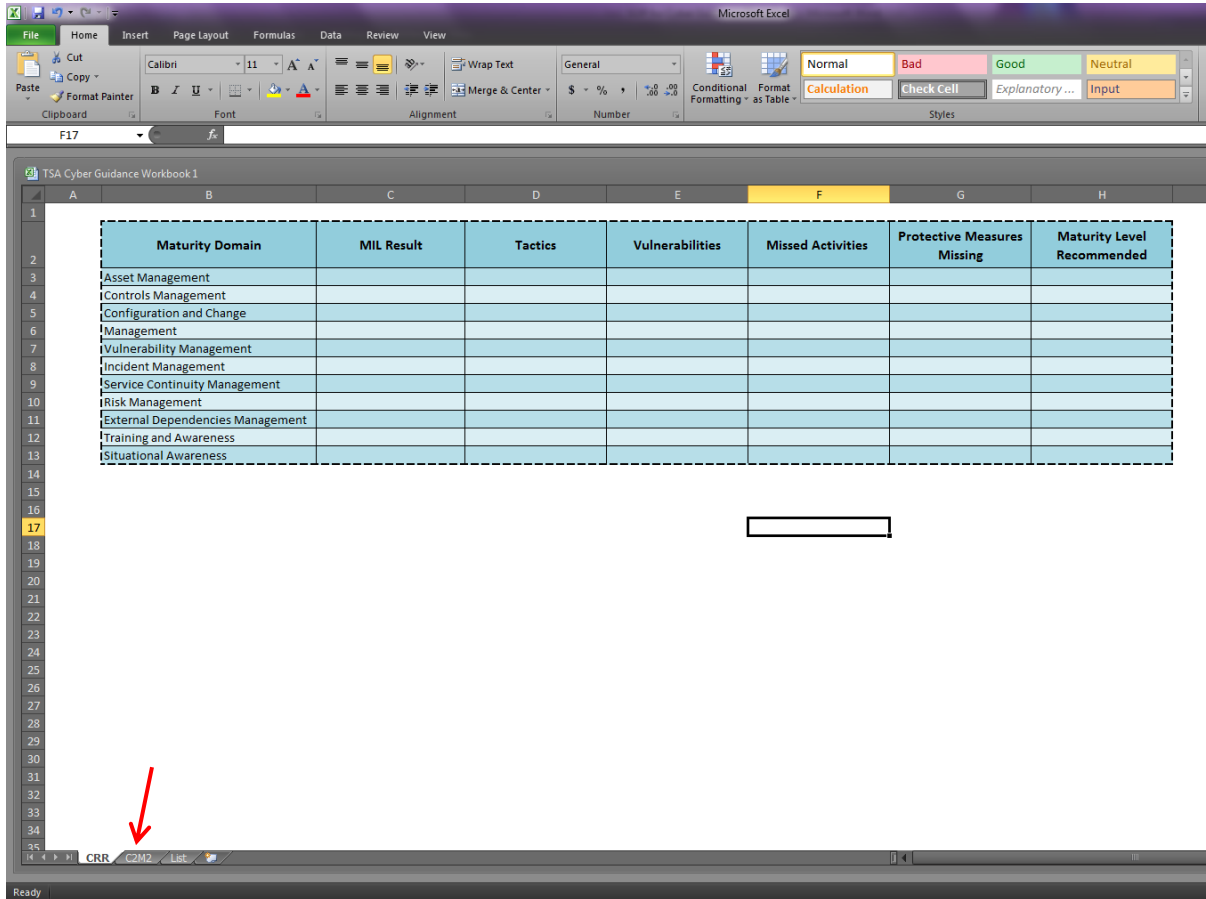 Microsoft Excel
File Home Insert Page Layout Formulas Data Review View
Cut
Copy
Format Painter
Paste
Clipboard
Calibri 11 A A
B I U A
Font
Wrap Text
Merge & Center
Alignment
General
$ % , .0 .00 .00 .0
Number
Conditional Formatting
Format as Table
Normal Bad Good Neutral
Calculation Check Cell Explanatory ... Input
Styles
F17 fx
TSA Cyber Guidance Workbook1
A B C D E F G H
1
2 Maturity Domain MIL Result Tactics Vulnerabilities Missed Activities Protective Measures Missing Maturity Level Recommended
3 Asset Management
4 Controls Management
5 Configuration and Change
6 Management
7 Vulnerability Management
8 Incident Management
9 Service Continuity Management
10 Risk Management
11 External Dependencies Management
12 Training and Awareness
13 Situational Awareness
14
15
16
17
18
19
20
21
22
23
24
25
26
27
28
29
30
31
32
33
34
35
CRR C2M2 List
Ready